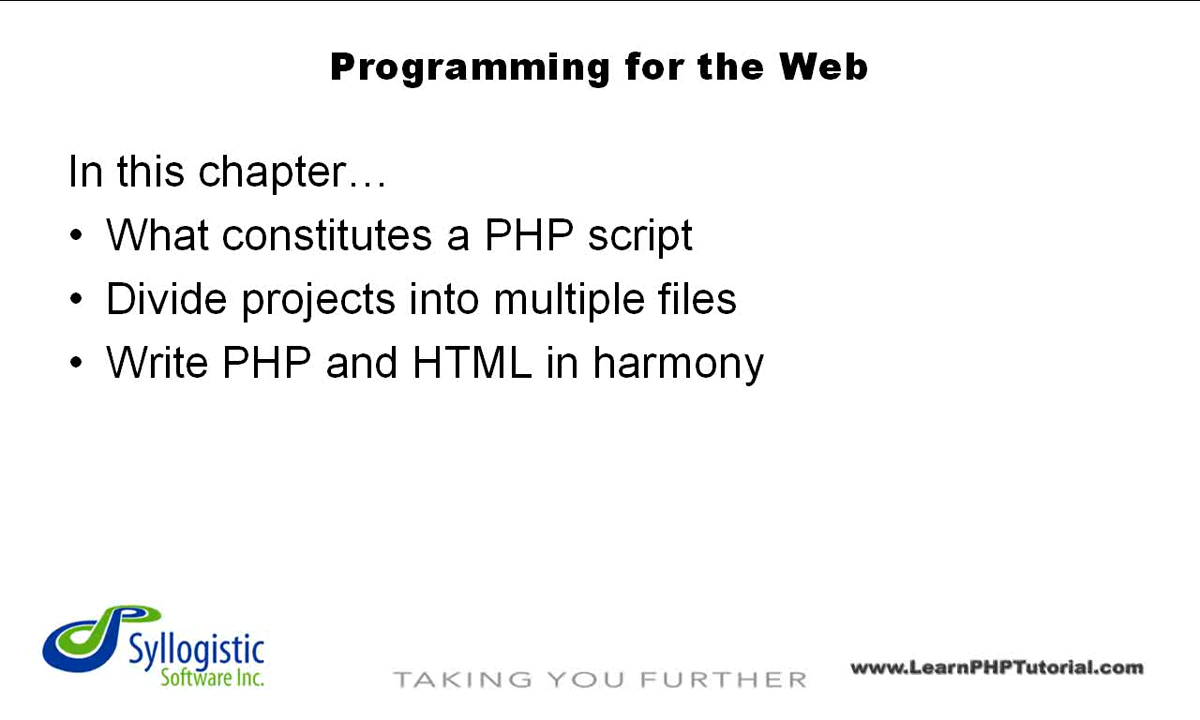 Programming for the Web
In this chapter…
• What constitutes a PHP script
• Divide projects into multiple files
• Write PHP and HTML in harmony
Syllogistic
Software Inc.
TAKING YOU FURTHER
www.LearnPHPTutorial.com